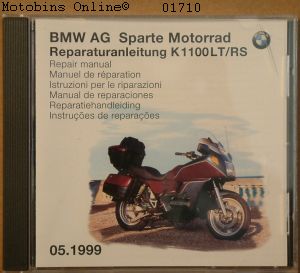 Motobins Online© 01710
BMW AG Sparte Motorrad
Reparaturanleitung K1100LT/RS
Repair manual
Manuel de réparation
Istruzioni per le riparazioni
Manual de reparaciones
Reparatiehandleiding
Instruções de reparações
05.1999